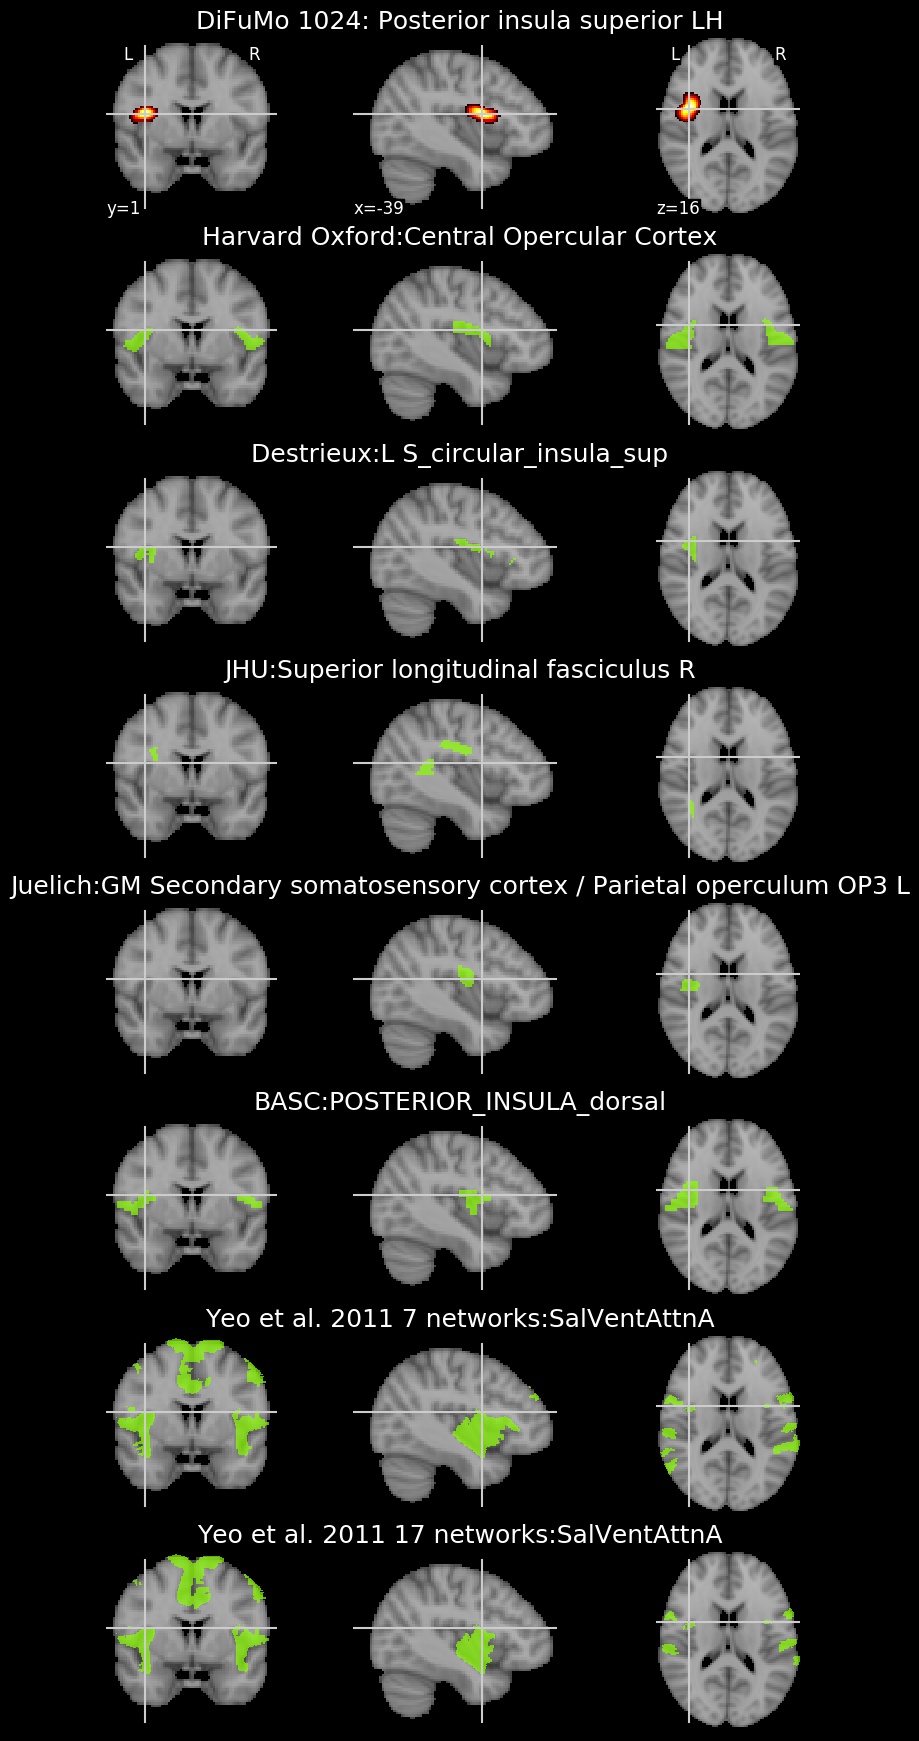 DiFuMo 1024: Posterior insula superior LH
L R L R
y=1 x=-39 z=16
Harvard Oxford:Central Opercular Cortex
Destrieux:L S_circular_insula_sup
JHU:Superior longitudinal fasciculus R
Juelich:GM Secondary somatosensory cortex / Parietal operculum OP3 L
BASC:POSTERIOR_INSULA_dorsal
Yeo et al. 2011 7 networks:SalVentAttnA
Yeo et al. 2011 17 networks:SalVentAttnA